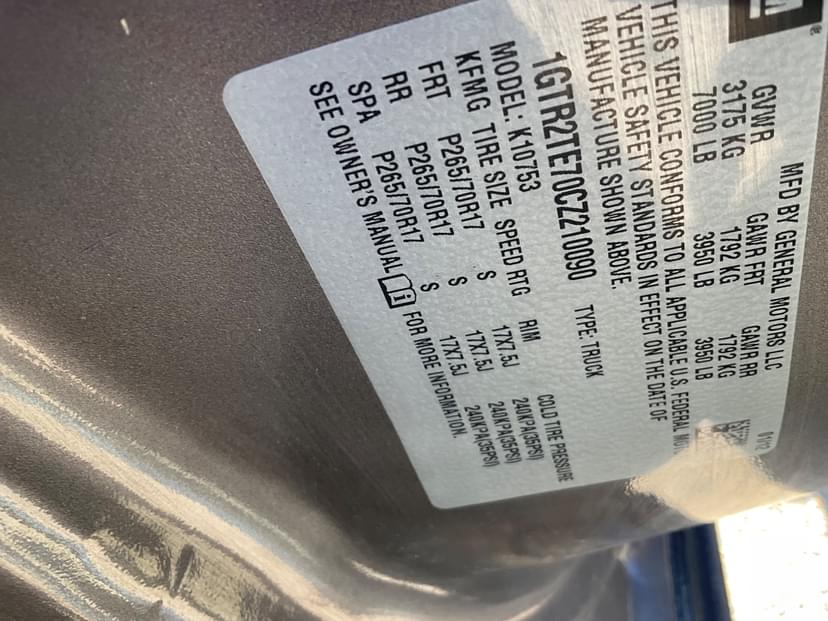 GM
®
MFD BY GENERAL MOTORS LLC 01/12
GVWR GAWR FRT GAWR RR
3175 KG 1792 KG 1792 KG
7000 LB 3950 LB 3950 LB
THIS VEHICLE CONFORMS TO ALL APPLICABLE U.S. FEDERAL
VEHICLE SAFETY STANDARDS IN EFFECT ON THE DATE OF
MANUFACTURE SHOWN ABOVE.
1GTR2TE70CZ210090 TYPE: TRUCK
MODEL: K10753
KFMG TIRE SIZE SPEED RTG RIM COLD TIRE PRESSURE
FRT P265/70R17 S 17X7.5J 240KPA(35PSI)
RR P265/70R17 S 17X7.5J 240KPA(35PSI)
SPA P265/70R17 S 17X7.5J 240KPA(35PSI)
SEE OWNER'S MANUAL FOR MORE INFORMATION.